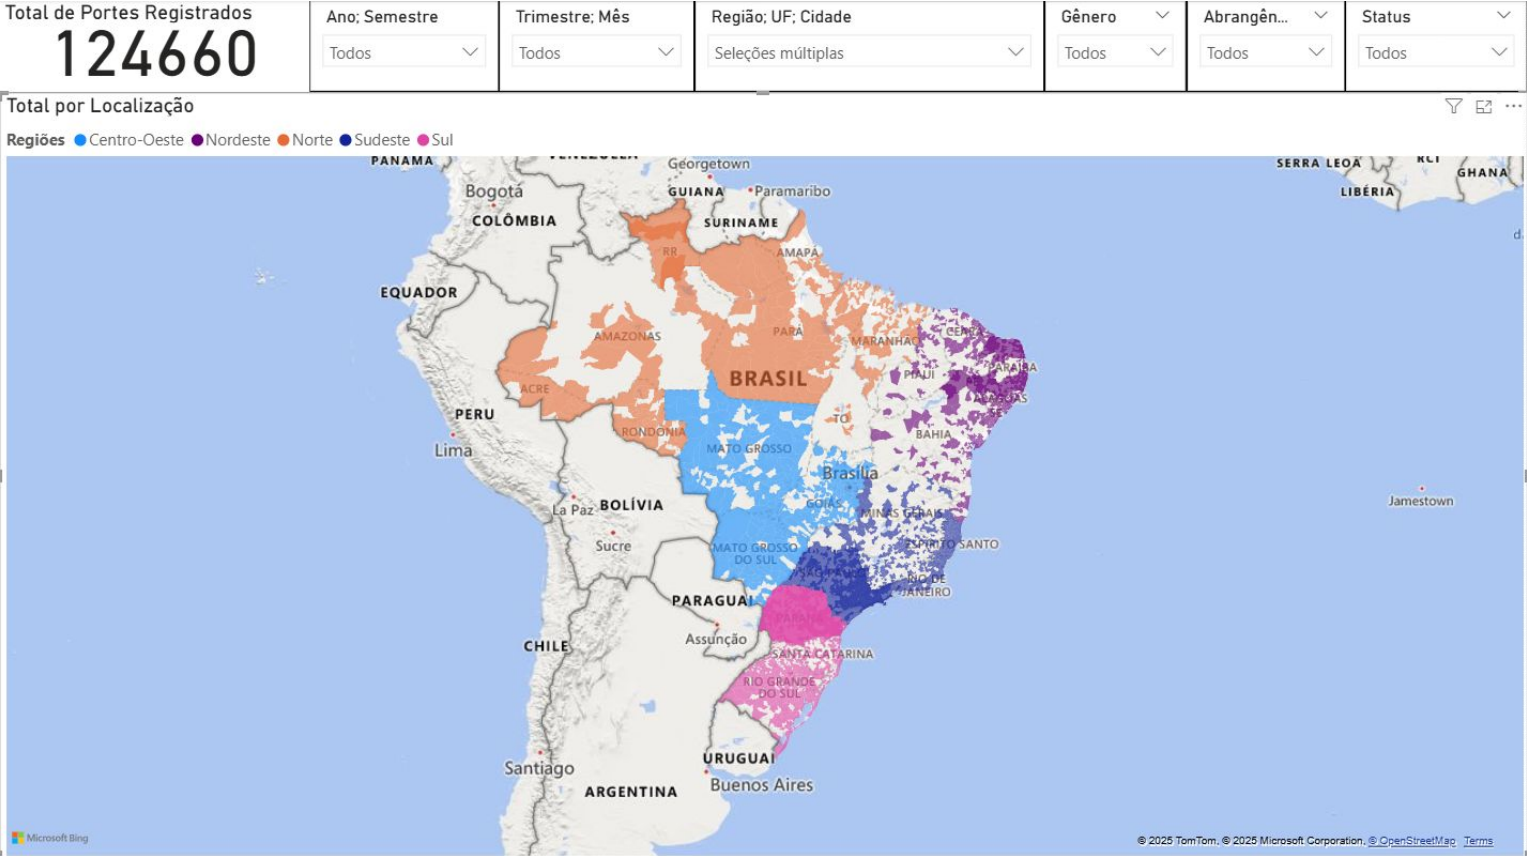 Total de Portes Registrados
124660
Ano; Semestre
Todos
Trimestre; Mês
Todos
Região; UF; Cidade
Seleções múltiplas
Gênero
Todos
Abrangên...
Todos
Status
Todos
Total por Localização
Regiões Centro-Oeste Nordeste Norte Sudeste Sul
PANAMÁ
VENEZUELA
Georgetown
SERRA LEOA
RCI
GHANA
Bogotá
GUIANA
Paramaribo
LIBÉRIA
COLÔMBIA
SURINAME
d.
RR
AMAPÁ
EQUADOR
AMAZONAS
PARÁ
MARANHÃO
CEARÁ
PIAUÍ
PARAÍBA
BRASIL
ACRE
ALAGOAS
SE
PERU
TO
RONDÔNIA
BAHIA
Lima
MATO GROSSO
Brasília
La Paz
BOLÍVIA
GOIÁS
MINAS GERAIS
Jamestown
Sucre
MATO GROSSO
DO SUL
ESPÍRITO SANTO
SÃO PAULO
RIO DE
JANEIRO
PARAGUAI
PARANÁ
Assunção
CHILE
SANTA CATARINA
RIO GRANDE
DO SUL
URUGUAI
Santiago
Buenos Aires
ARGENTINA
Microsoft Bing
© 2025 TomTom, © 2025 Microsoft Corporation, © OpenStreetMap Terms